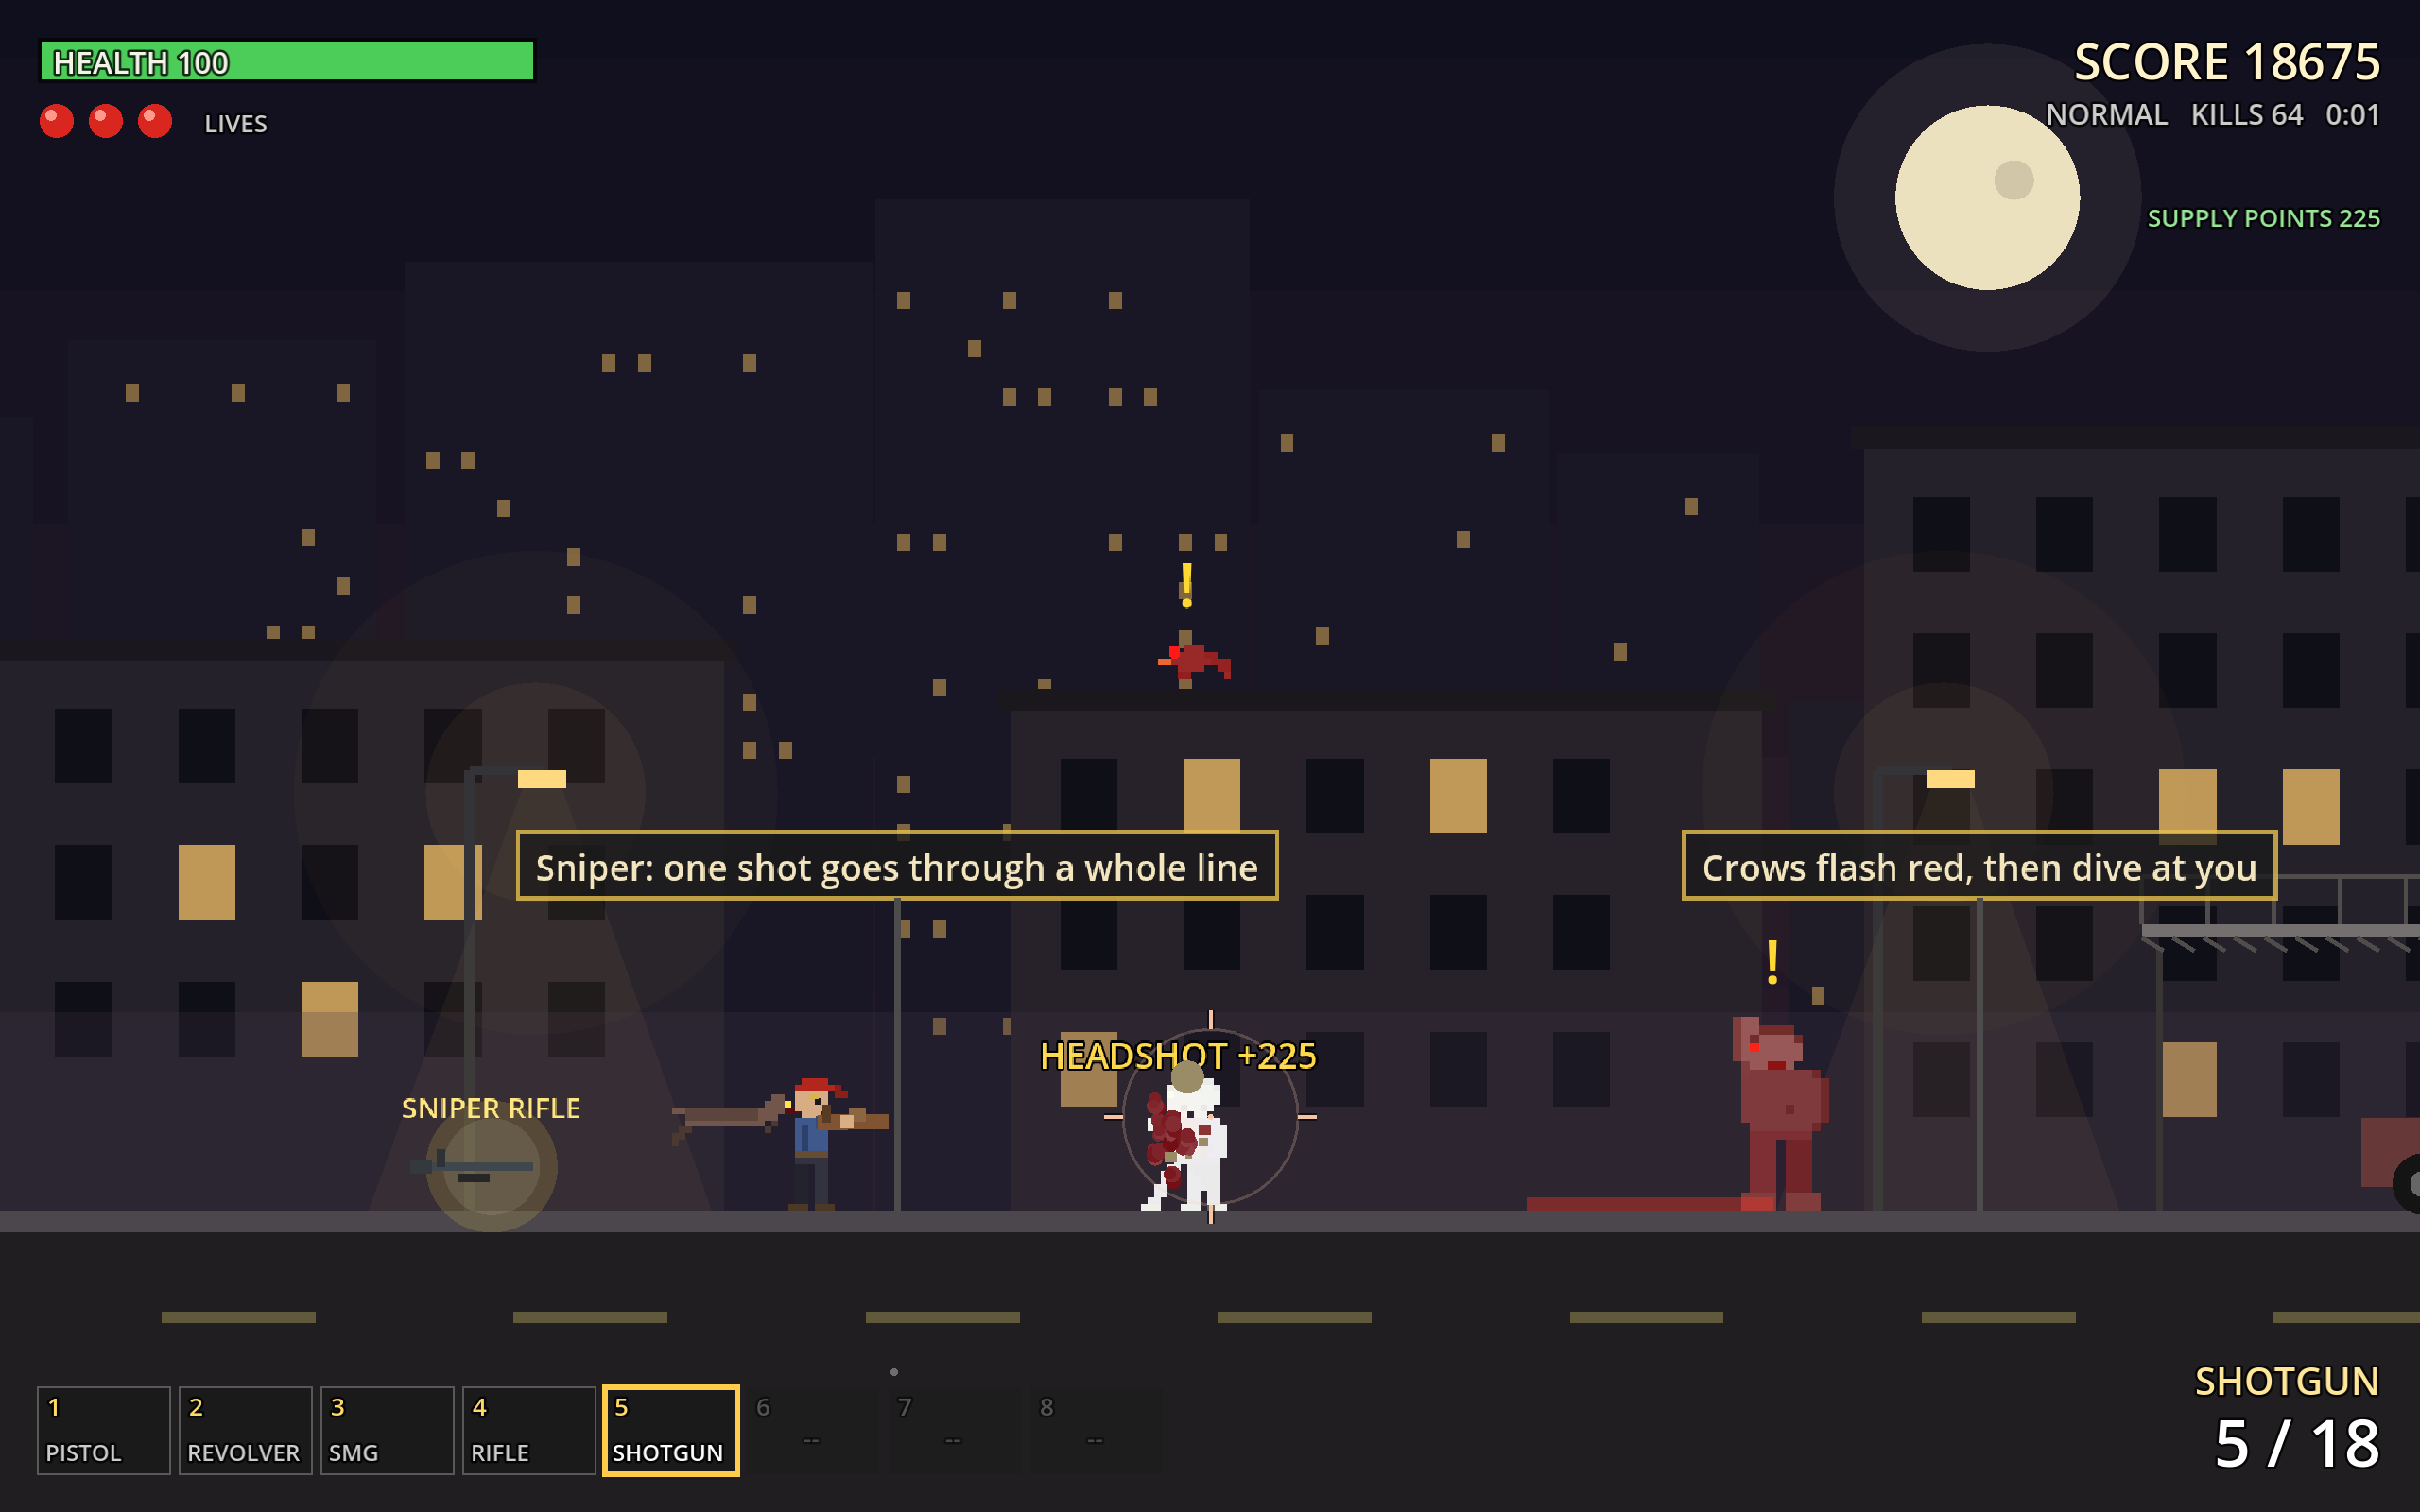 HEALTH 100
LIVES
SCORE 18675
NORMAL KILLS 64 0:01
SUPPLY POINTS 225
!
Sniper: one shot goes through a whole line
Crows flash red, then dive at you
!
HEADSHOT +225
SNIPER RIFLE
1 PISTOL
2 REVOLVER
3 SMG
4 RIFLE
5 SHOTGUN
6 --
7 --
8 --
SHOTGUN
5 / 18